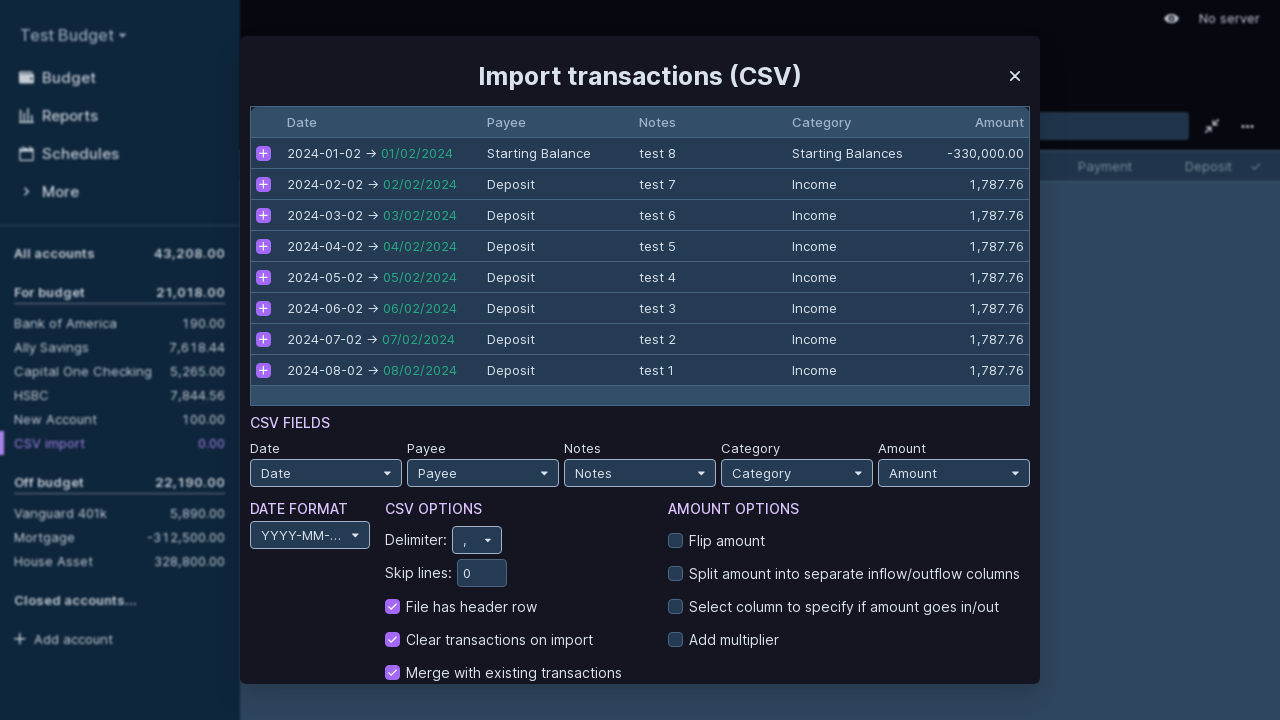 Test Budget
Budget
Reports
Schedules
More
All accounts 43,208.00
For budget 21,018.00
Bank of America 190.00
Ally Savings 7,618.44
Capital One Checking 5,265.00
HSBC 7,844.56
New Account 100.00
CSV import 0.00
Off budget 22,190.00
Vanguard 401k 5,890.00
Mortgage -312,500.00
House Asset 328,800.00
Closed accounts...
Add account
No server
Payment Deposit
Import transactions (CSV)
Date Payee Notes Category Amount
2024-01-02 → 01/02/2024 Starting Balance test 8 Starting Balances -330,000.00
2024-02-02 → 02/02/2024 Deposit test 7 Income 1,787.76
2024-03-02 → 03/02/2024 Deposit test 6 Income 1,787.76
2024-04-02 → 04/02/2024 Deposit test 5 Income 1,787.76
2024-05-02 → 05/02/2024 Deposit test 4 Income 1,787.76
2024-06-02 → 06/02/2024 Deposit test 3 Income 1,787.76
2024-07-02 → 07/02/2024 Deposit test 2 Income 1,787.76
2024-08-02 → 08/02/2024 Deposit test 1 Income 1,787.76
CSV FIELDS
Date Payee Notes Category Amount
Date Payee Notes Category Amount
DATE FORMAT
YYYY-MM-...
CSV OPTIONS
Delimiter: ,
Skip lines: 0
File has header row
Clear transactions on import
Merge with existing transactions
AMOUNT OPTIONS
Flip amount
Split amount into separate inflow/outflow columns
Select column to specify if amount goes in/out
Add multiplier